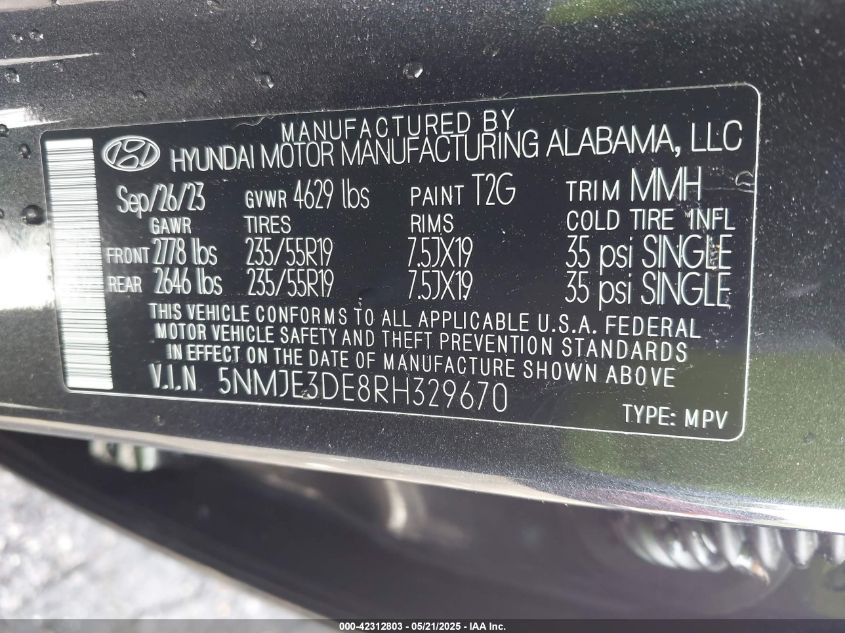 MANUFACTURED BY
HYUNDAI MOTOR MANUFACTURING ALABAMA, LLC
Sep/26/23 GVWR 4629 lbs PAINT T2G TRIM MMH
GAWR TIRES RIMS COLD TIRE INFL
FRONT 2778 lbs 235/55R19 7.5JX19 35 psi SINGLE
REAR 2646 lbs 235/55R19 7.5JX19 35 psi SINGLE
THIS VEHICLE CONFORMS TO ALL APPLICABLE U.S.A. FEDERAL
MOTOR VEHICLE SAFETY AND THEFT PREVENTION STANDARDS
IN EFFECT ON THE DATE OF MANUFACTURE SHOWN ABOVE
V.I.N 5NMJE3DE8RH329670
TYPE: MPV
000-42312803 - 05/21/2025 - IAA Inc.